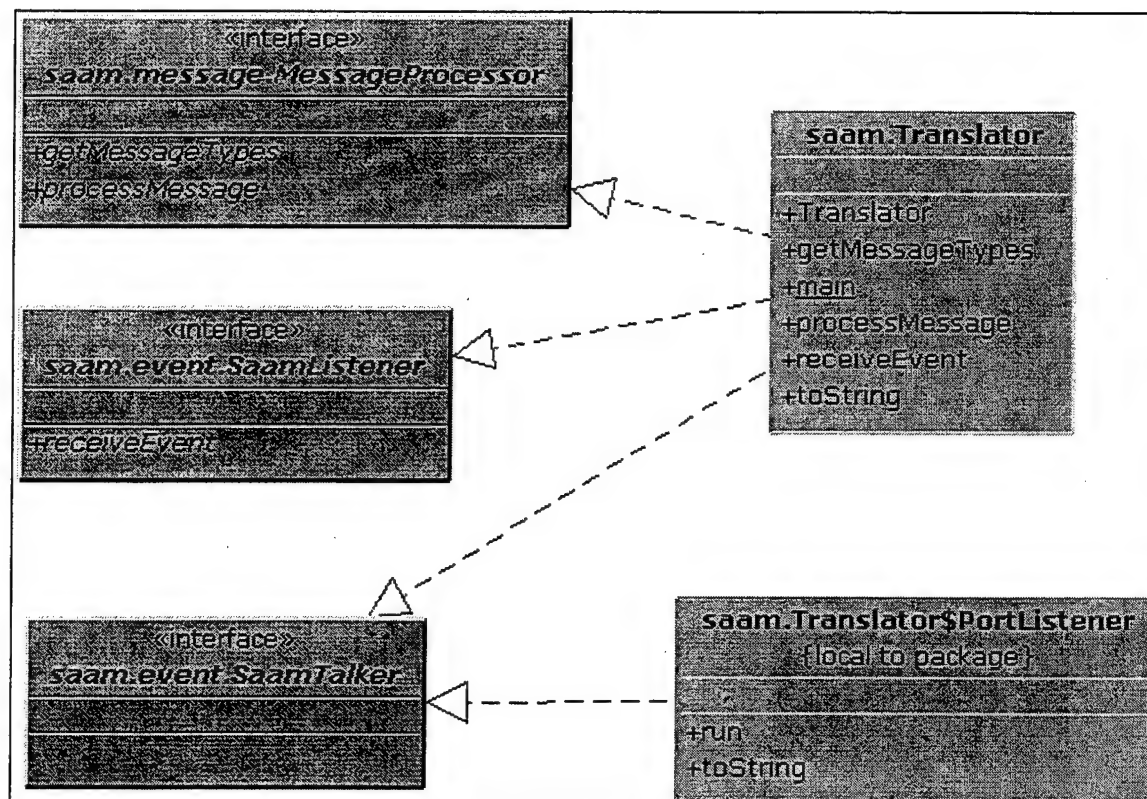 «interface»
saam.message.MessageProcessor
+getMessageTypes
+processMessage
saam.Translator
+Translator
+getMessageTypes
+main
+processMessage
+receiveEvent
+toString
«interface»
saam.event.SaamListener
+receiveEvent
«interface»
saam.event.SaamTalker
saam.Translator$PortListener
{local to package}
+run
+toString